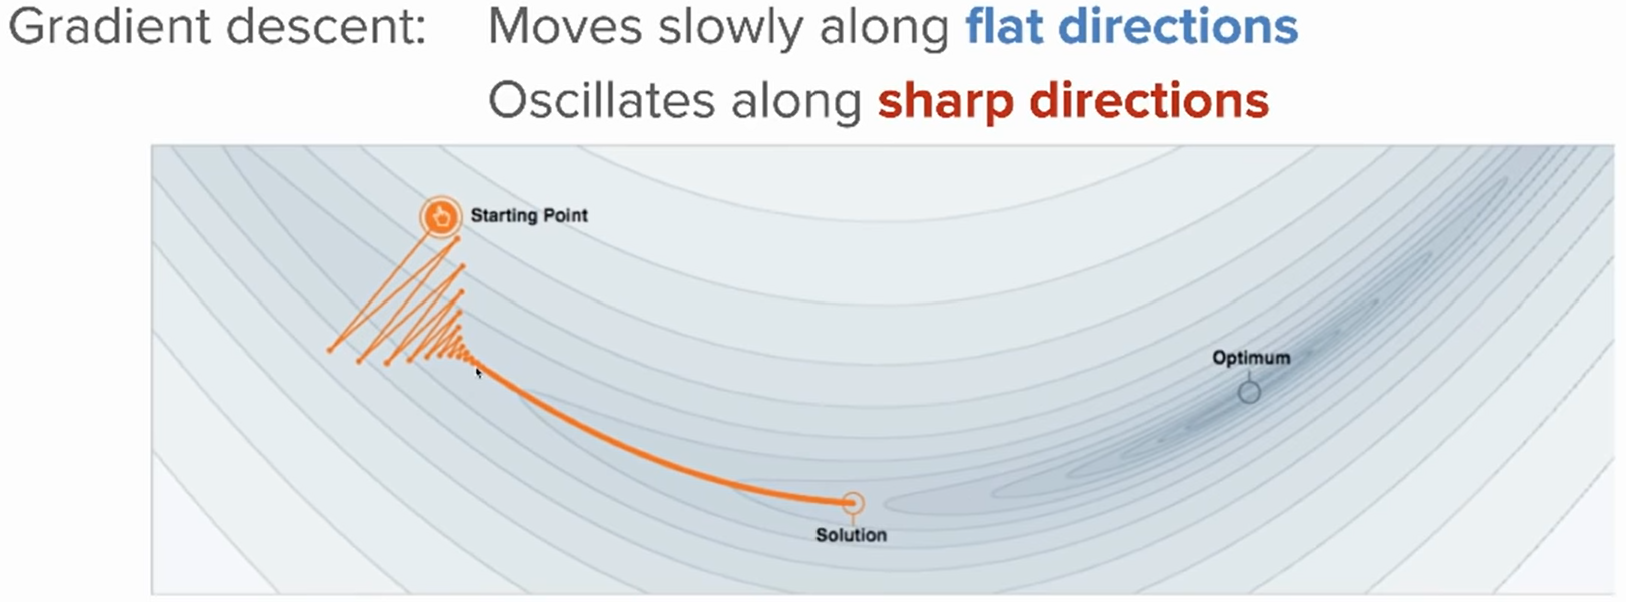 Gradient descent: Moves slowly along flat directions
Oscillates along sharp directions
Starting Point
Optimum
Solution